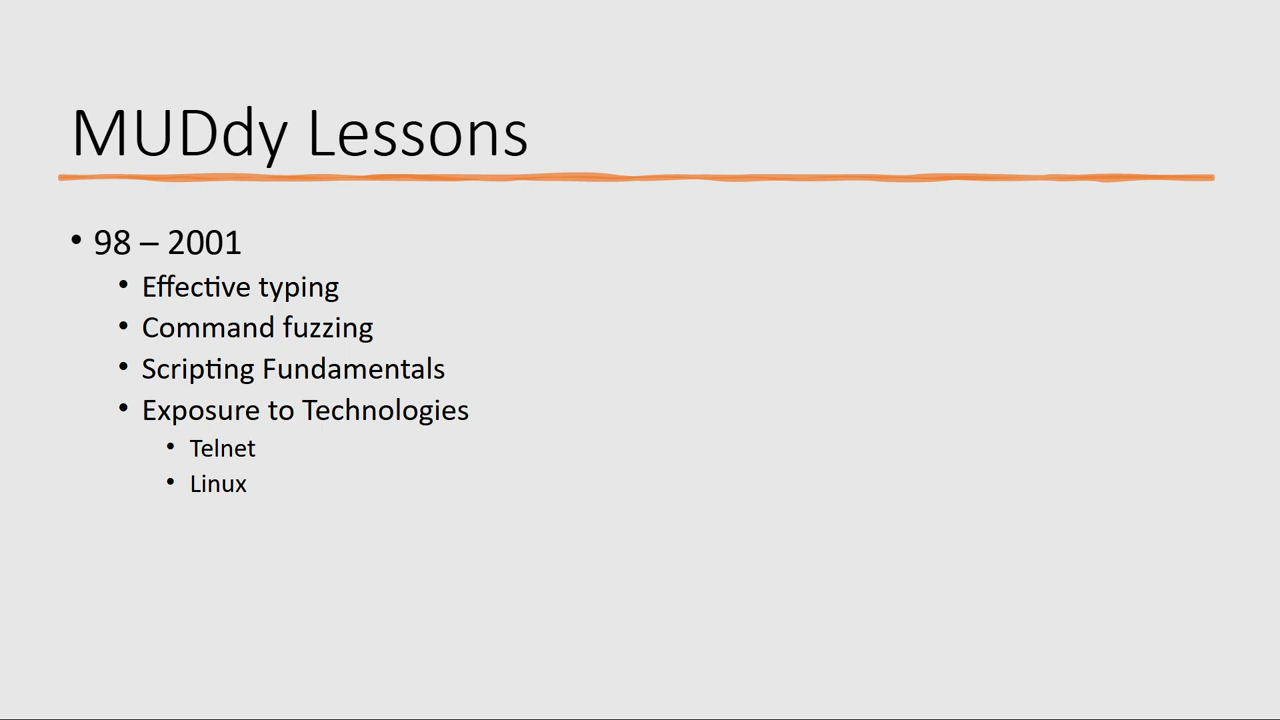 MUDdy Lessons
• 98 – 2001
• Effective typing
• Command fuzzing
• Scripting Fundamentals
• Exposure to Technologies
• Telnet
• Linux